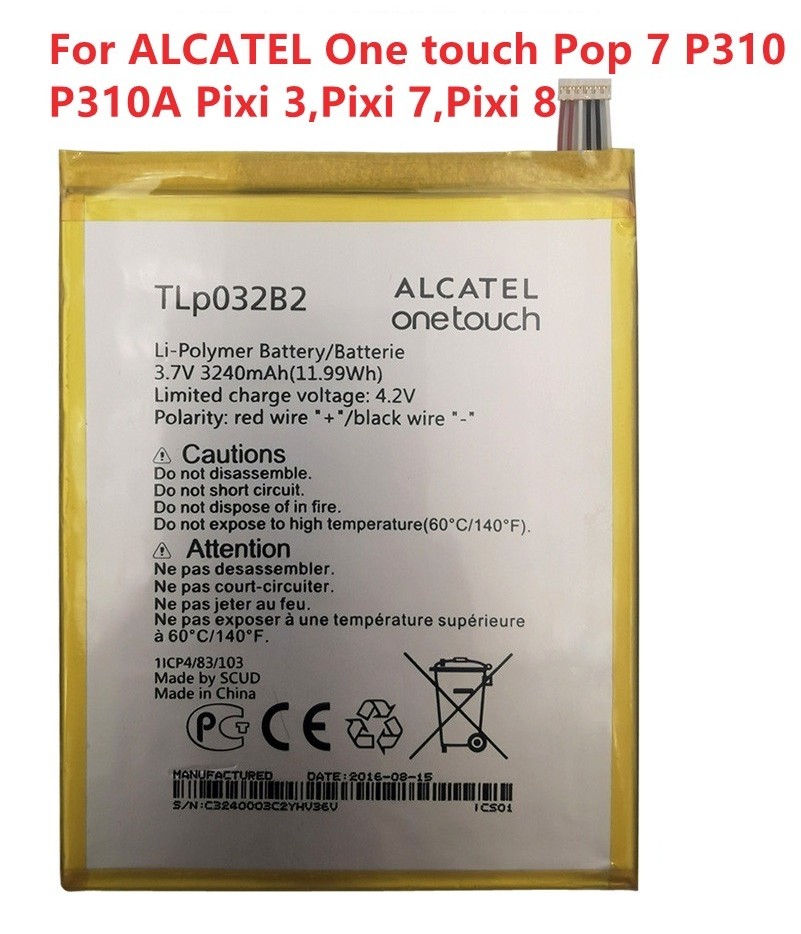 For ALCATEL One touch Pop 7 P310
P310A Pixi 3,Pixi 7,Pixi 8
TLp032B2
ALCATEL
onetouch
Li-Polymer Battery/Batterie
3.7V 3240mAh(11.99Wh)
Limited charge voltage: 4.2V
Polarity: red wire "+"/black wire "-"
Cautions
Do not disassemble.
Do not short circuit.
Do not dispose of in fire.
Do not expose to high temperature(60°C/140°F).
Attention
Ne pas desassembler.
Ne pas court-circuiter.
Ne pas jeter au feu.
Ne pas exposer à une température supérieure
à 60°C/140°F.
1ICP4/83/103
Made by SCUD
Made in China
PCT CE
MANUFACTURED DATE:2016-08-15
S/N:C3240003C2YHV36V ICS01